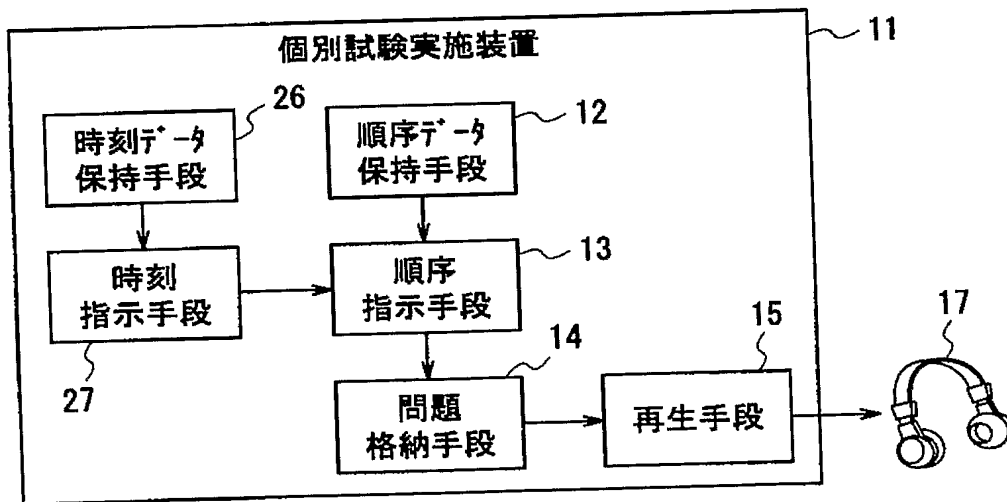 個別試験実施装置
11
26
時刻ﾃﾞｰﾀ
保持手段
12
順序ﾃﾞｰﾀ
保持手段
時刻
指示手段
27
13
順序
指示手段
14
問題
格納手段
15
再生手段
17